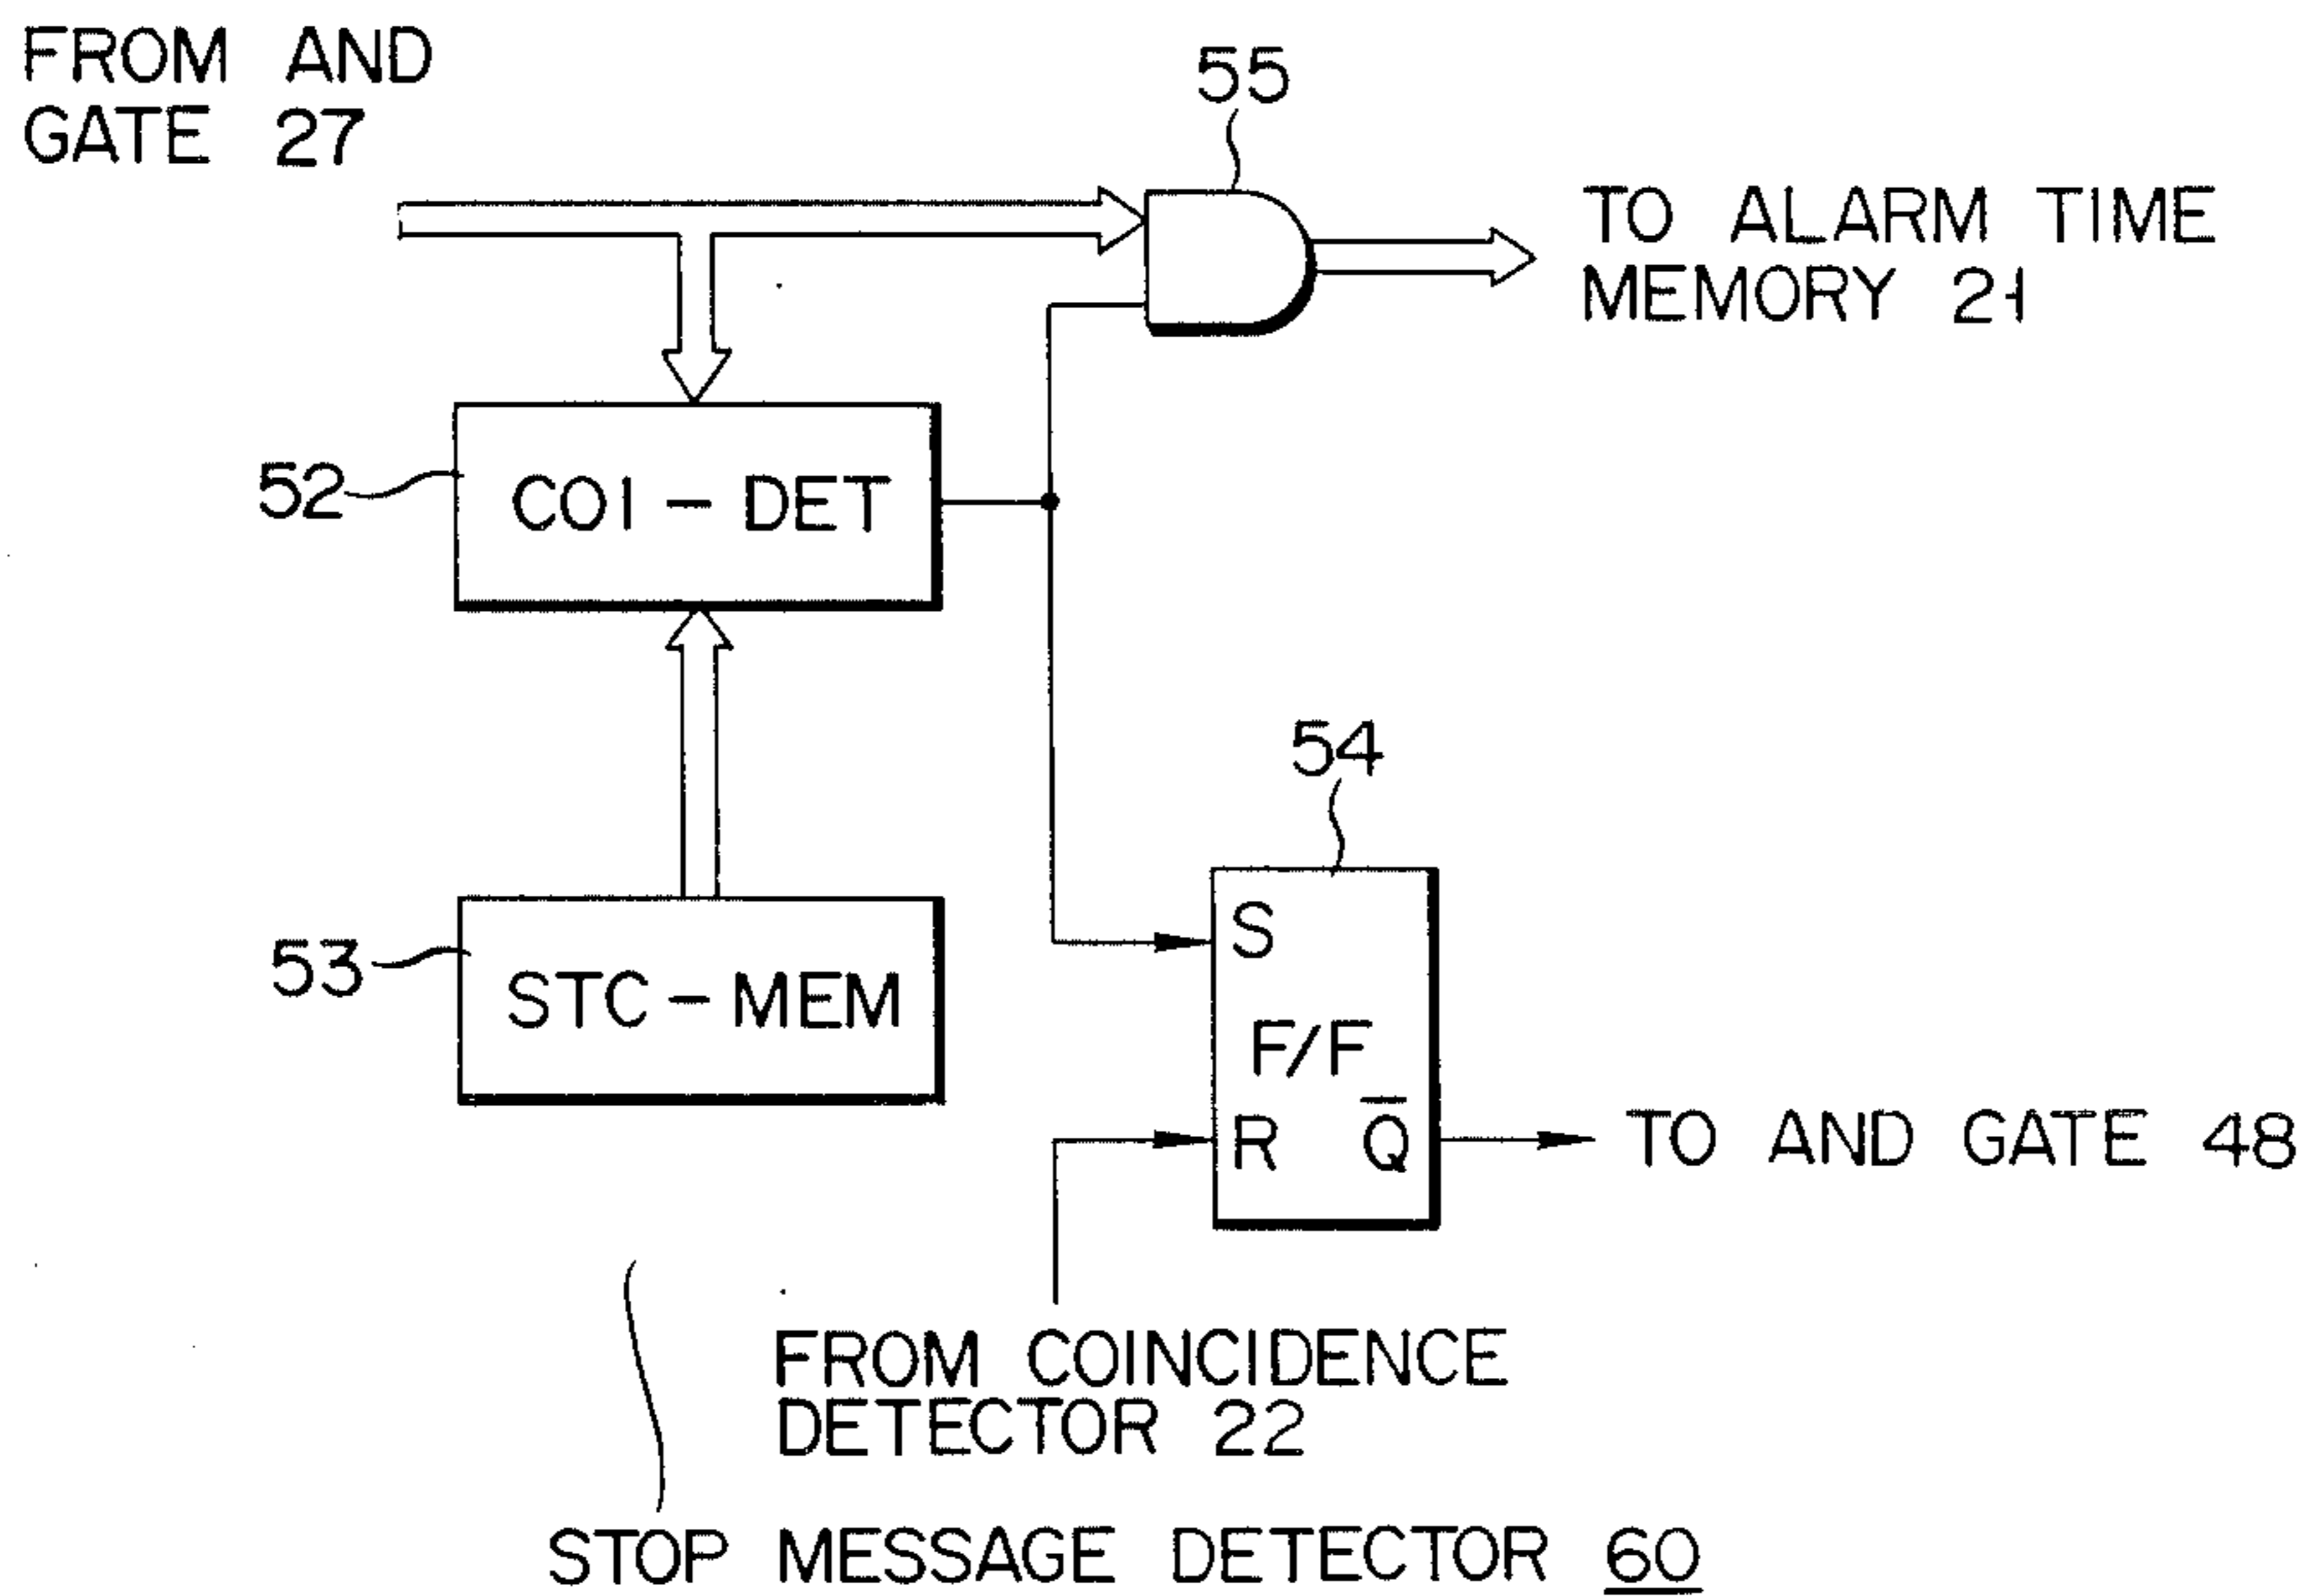 FROM AND
GATE 27
55
TO ALARM TIME
MEMORY 21
52
COI-DET
54
53
STC-MEM
S
F/F
R
Q̅
TO AND GATE 48
FROM COINCIDENCE
DETECTOR 22
STOP MESSAGE DETECTOR 60